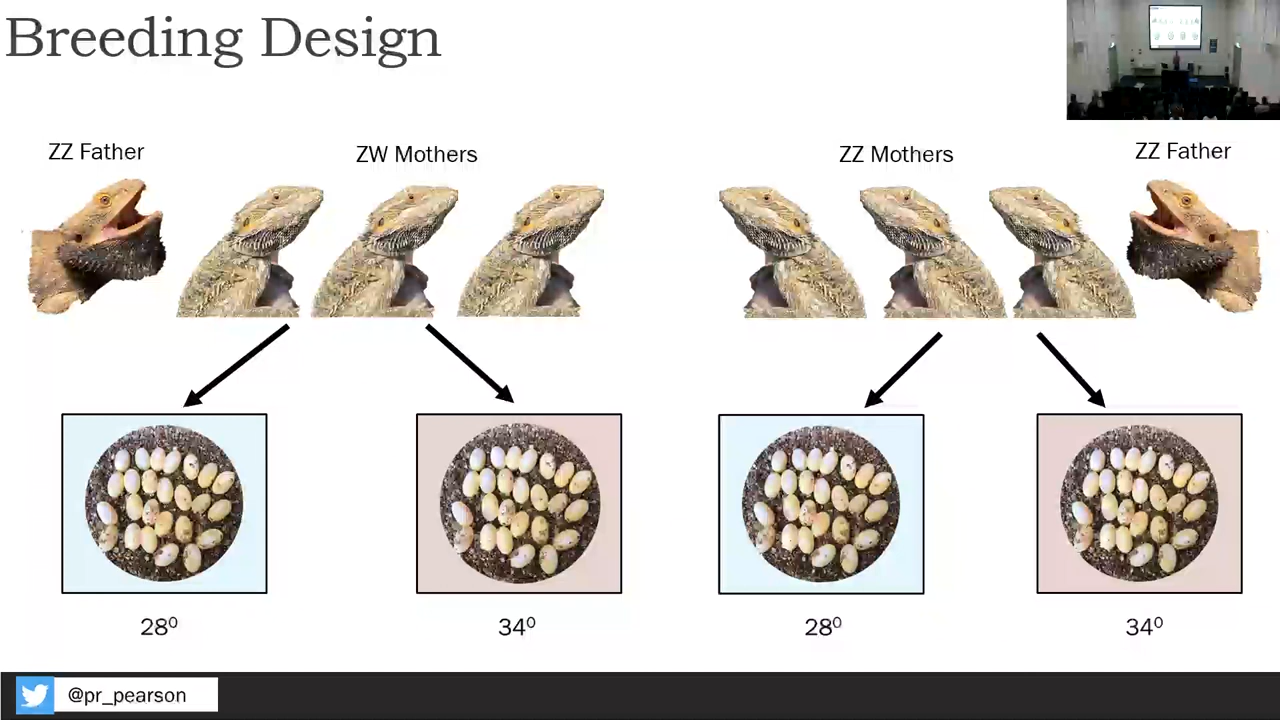 Breeding Design
ZZ Father
ZW Mothers
ZZ Mothers
ZZ Father
28⁰
34⁰
28⁰
34⁰
@pr_pearson